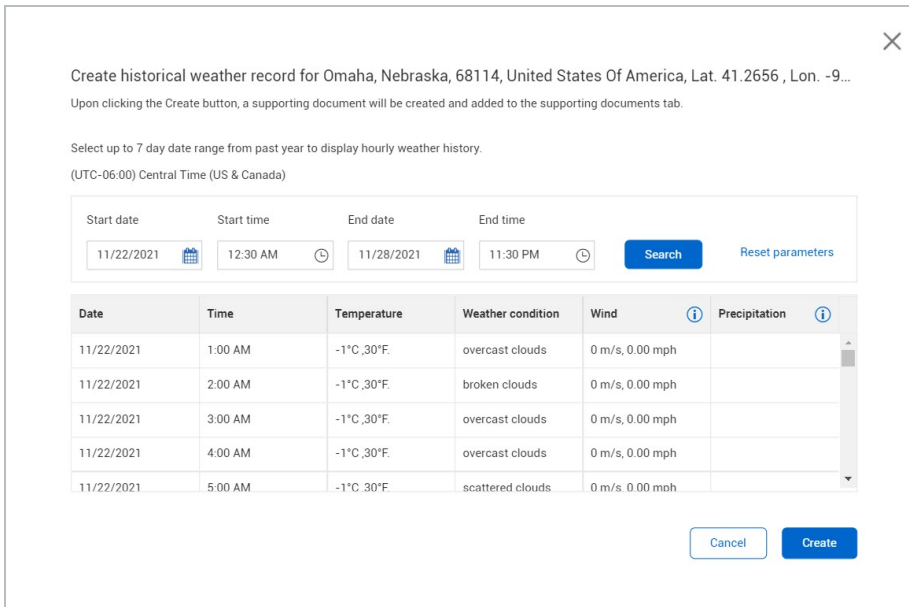 Create historical weather record for Omaha, Nebraska, 68114, United States Of America, Lat. 41.2656 , Lon. -9...
Upon clicking the Create button, a supporting document will be created and added to the supporting documents tab.
Select up to 7 day date range from past year to display hourly weather history.
(UTC-06:00) Central Time (US & Canada)
Start date Start time End date End time
11/22/2021 12:30 AM 11/28/2021 11:30 PM Search Reset parameters
Date Time Temperature Weather condition Wind Precipitation
11/22/2021 1:00 AM -1°C ,30°F. overcast clouds 0 m/s, 0.00 mph
11/22/2021 2:00 AM -1°C ,30°F. broken clouds 0 m/s, 0.00 mph
11/22/2021 3:00 AM -1°C ,30°F. overcast clouds 0 m/s, 0.00 mph
11/22/2021 4:00 AM -1°C ,30°F. overcast clouds 0 m/s, 0.00 mph
11/22/2021 5:00 AM -1°C ,30°F. scattered clouds 0 m/s, 0.00 mph
Cancel Create